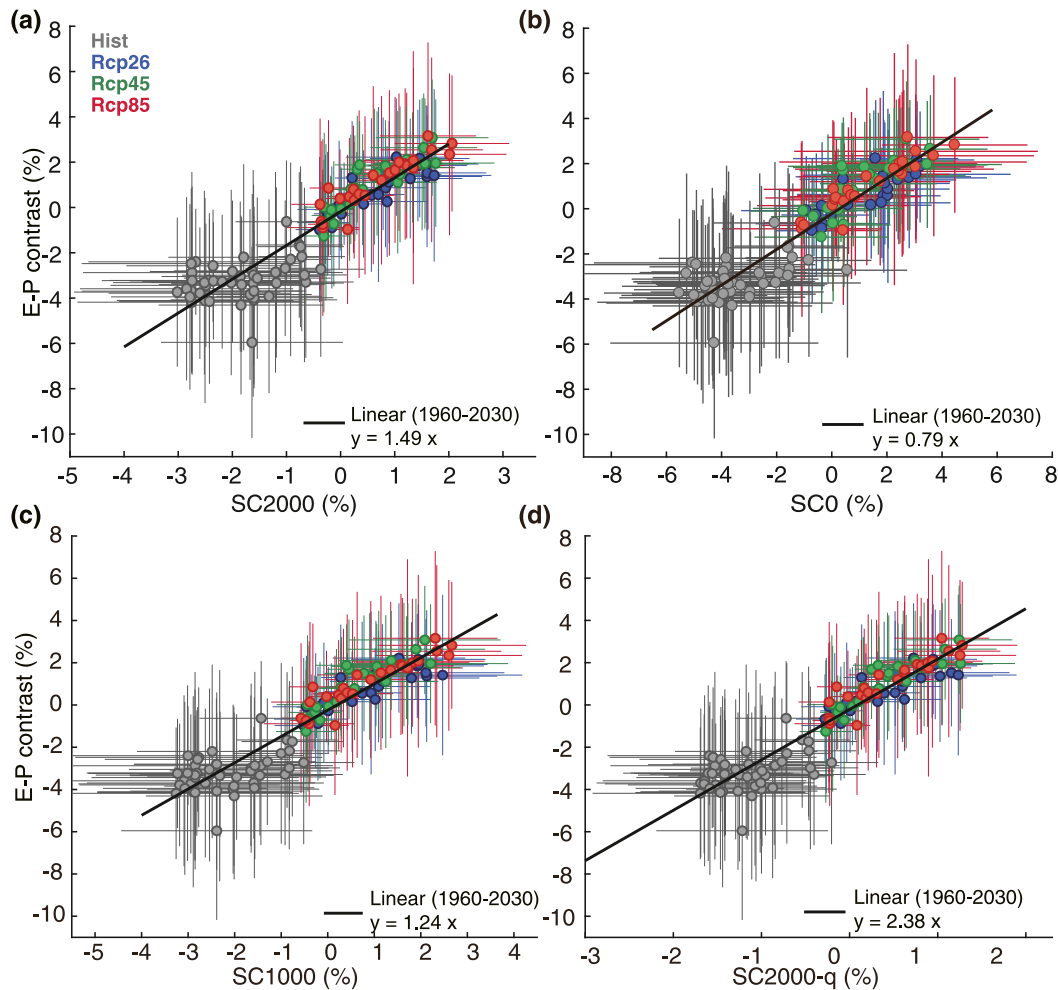 (a)
Hist
Rcp26
Rcp45
Rcp85
8
6
4
2
0
-2
-4
-6
-8
-10
E-P contrast (%)
Linear (1960-2030)
y = 1.49 x
-5 -4 -3 -2 -1 0 1 2 3
SC2000 (%)
(b)
8
6
4
2
0
-2
-4
-6
-8
-10
Linear (1960-2030)
y = 0.79 x
-8 -6 -4 -2 0 2 4 6 8
SC0 (%)
(c)
8
6
4
2
0
-2
-4
-6
-8
-10
E-P contrast (%)
Linear (1960-2030)
y = 1.24 x
-5 -4 -3 -2 -1 0 1 2 3 4
SC1000 (%)
(d)
8
6
4
2
0
-2
-4
-6
-8
-10
Linear (1960-2030)
y = 2.38 x
-3 -2 -1 0 1 2
SC2000-q (%)